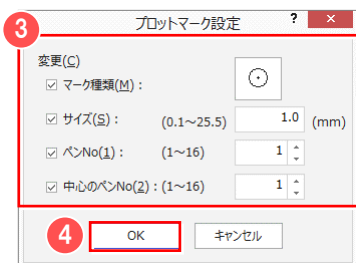 プロットマーク設定 ? ×
3
変更(C)
マーク種類(M)：
サイズ(S)： (0.1～25.5) 1.0 (mm)
ペンNo(1)： (1～16) 1
中心のペンNo(2)：(1～16) 1
4 OK キャンセル